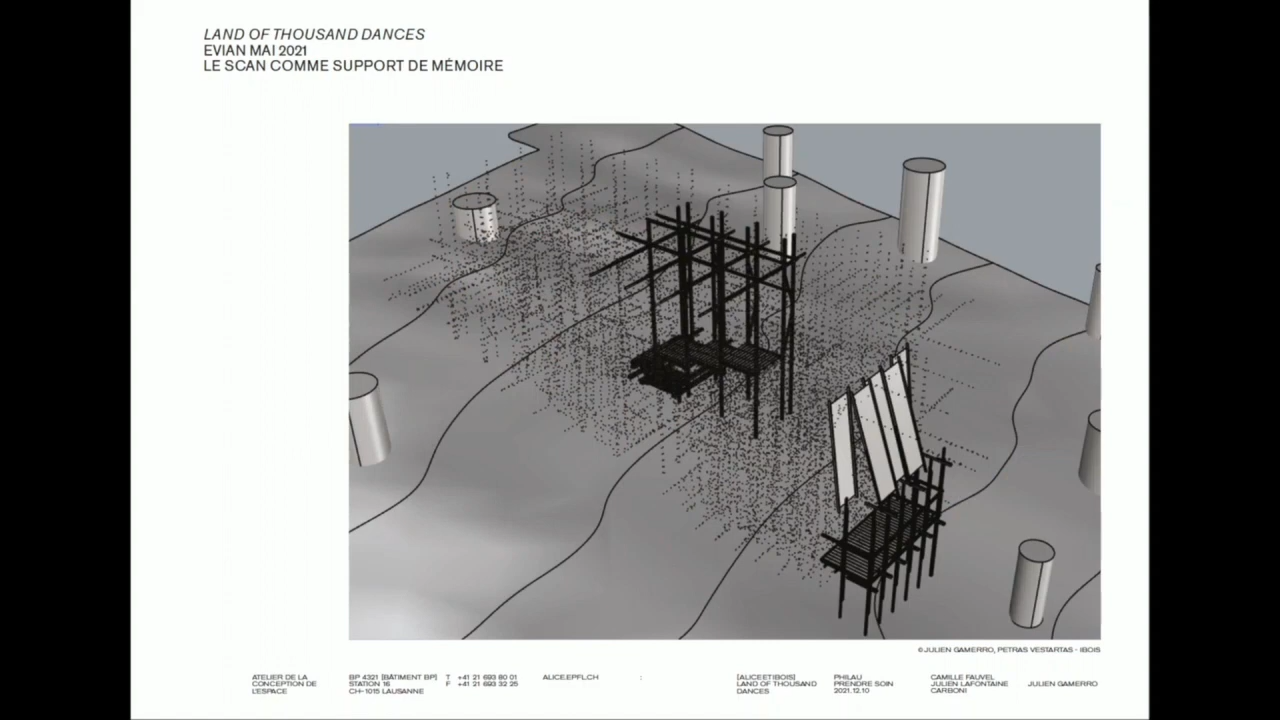 LAND OF THOUSAND DANCES
EVIAN MAI 2021
LE SCAN COMME SUPPORT DE MÉMOIRE
© JULIEN GAMERRO, PETRAS VESTARTAS - IBOIS
ATELIER DE LA
CONCEPTION DE
L'ESPACE
BP 4321 [BÂTIMENT BP]
STATION 16
CH-1015 LAUSANNE
T +41 21 693 80 01
F +41 21 693 32 25
ALICE.EPFL.CH
:
[ALICE ET IBOIS]
LAND OF THOUSAND
DANCES
PHILAU
PRENDRE SOIN
2021.12.10
CAMILLE FAUVEL
JULIEN LAFONTAINE
CARBONI
JULIEN GAMERRO